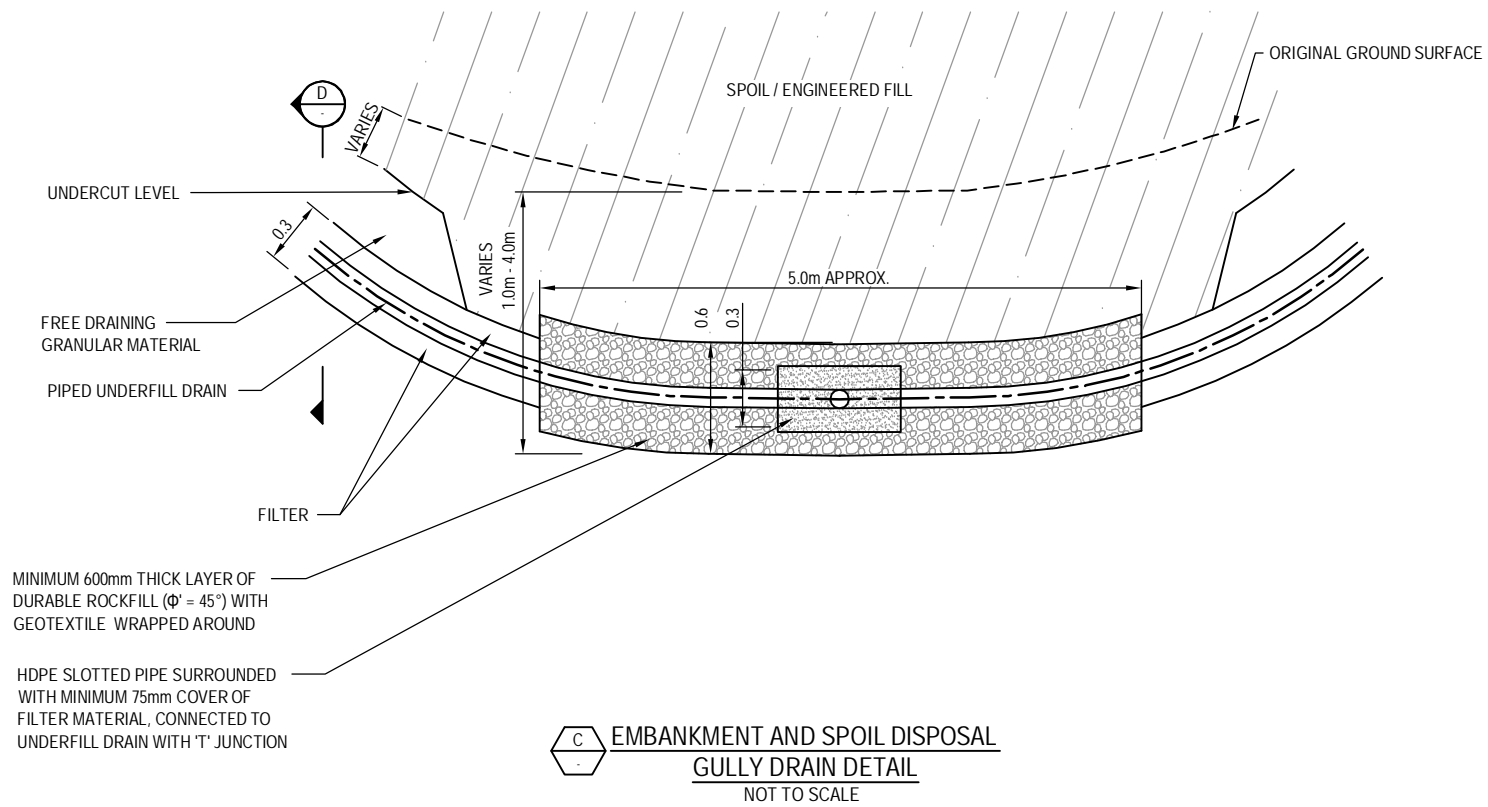 ORIGINAL GROUND SURFACE
SPOIL / ENGINEERED FILL
D
-
VARIES
UNDERCUT LEVEL
0.3
VARIES
1.0m - 4.0m
5.0m APPROX.
0.6
0.3
FREE DRAINING
GRANULAR MATERIAL
PIPED UNDERFILL DRAIN
FILTER
MINIMUM 600mm THICK LAYER OF
DURABLE ROCKFILL (Φ' = 45°) WITH
GEOTEXTILE WRAPPED AROUND
HDPE SLOTTED PIPE SURROUNDED
WITH MINIMUM 75mm COVER OF
FILTER MATERIAL, CONNECTED TO
UNDERFILL DRAIN WITH 'T' JUNCTION
C
-
EMBANKMENT AND SPOIL DISPOSAL
GULLY DRAIN DETAIL
NOT TO SCALE